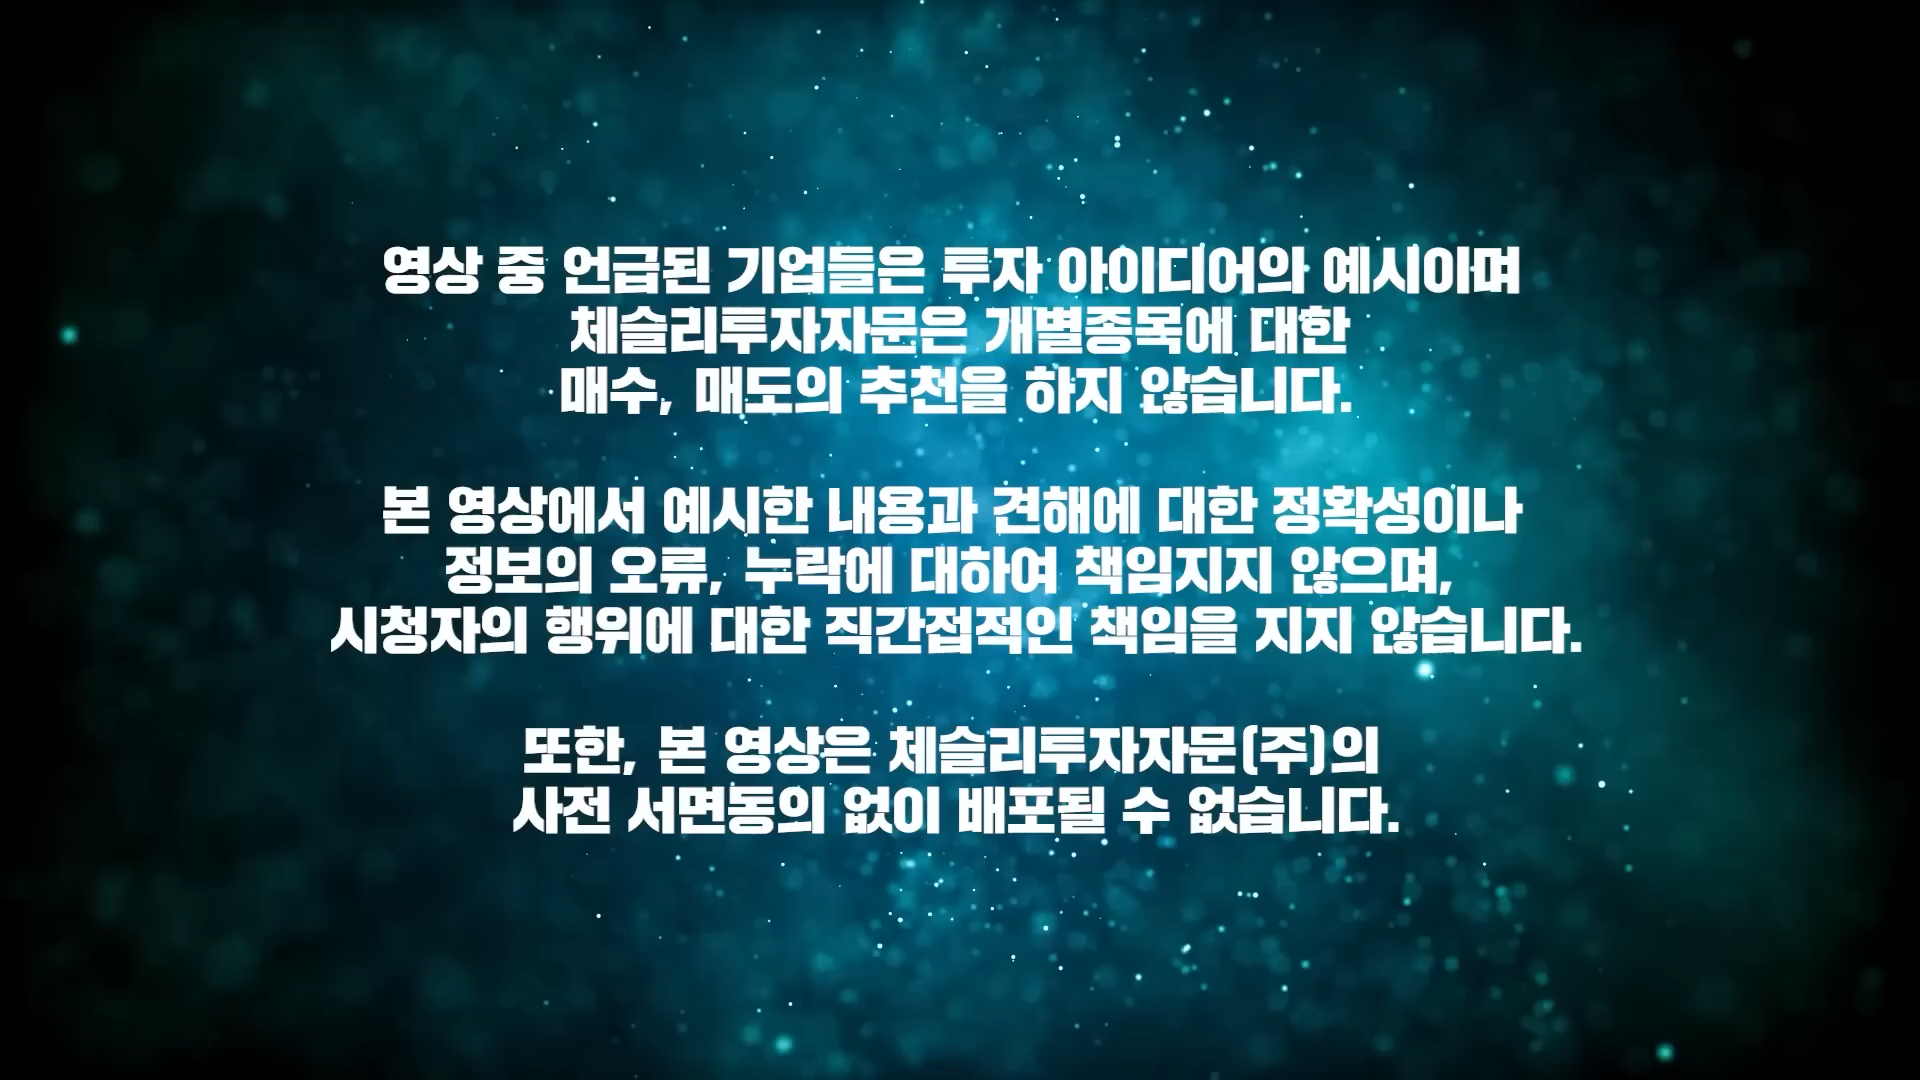 영상 중 언급된 기업들은 투자 아이디어의 예시이며
체슬리투자자문은 개별종목에 대한
매수, 매도의 추천을 하지 않습니다.
본 영상에서 예시한 내용과 견해에 대한 정확성이나
정보의 오류, 누락에 대하여 책임지지 않으며,
시청자의 행위에 대한 직간접적인 책임을 지지 않습니다.
또한, 본 영상은 체슬리투자자문(주)의
사전 서면동의 없이 배포될 수 없습니다.